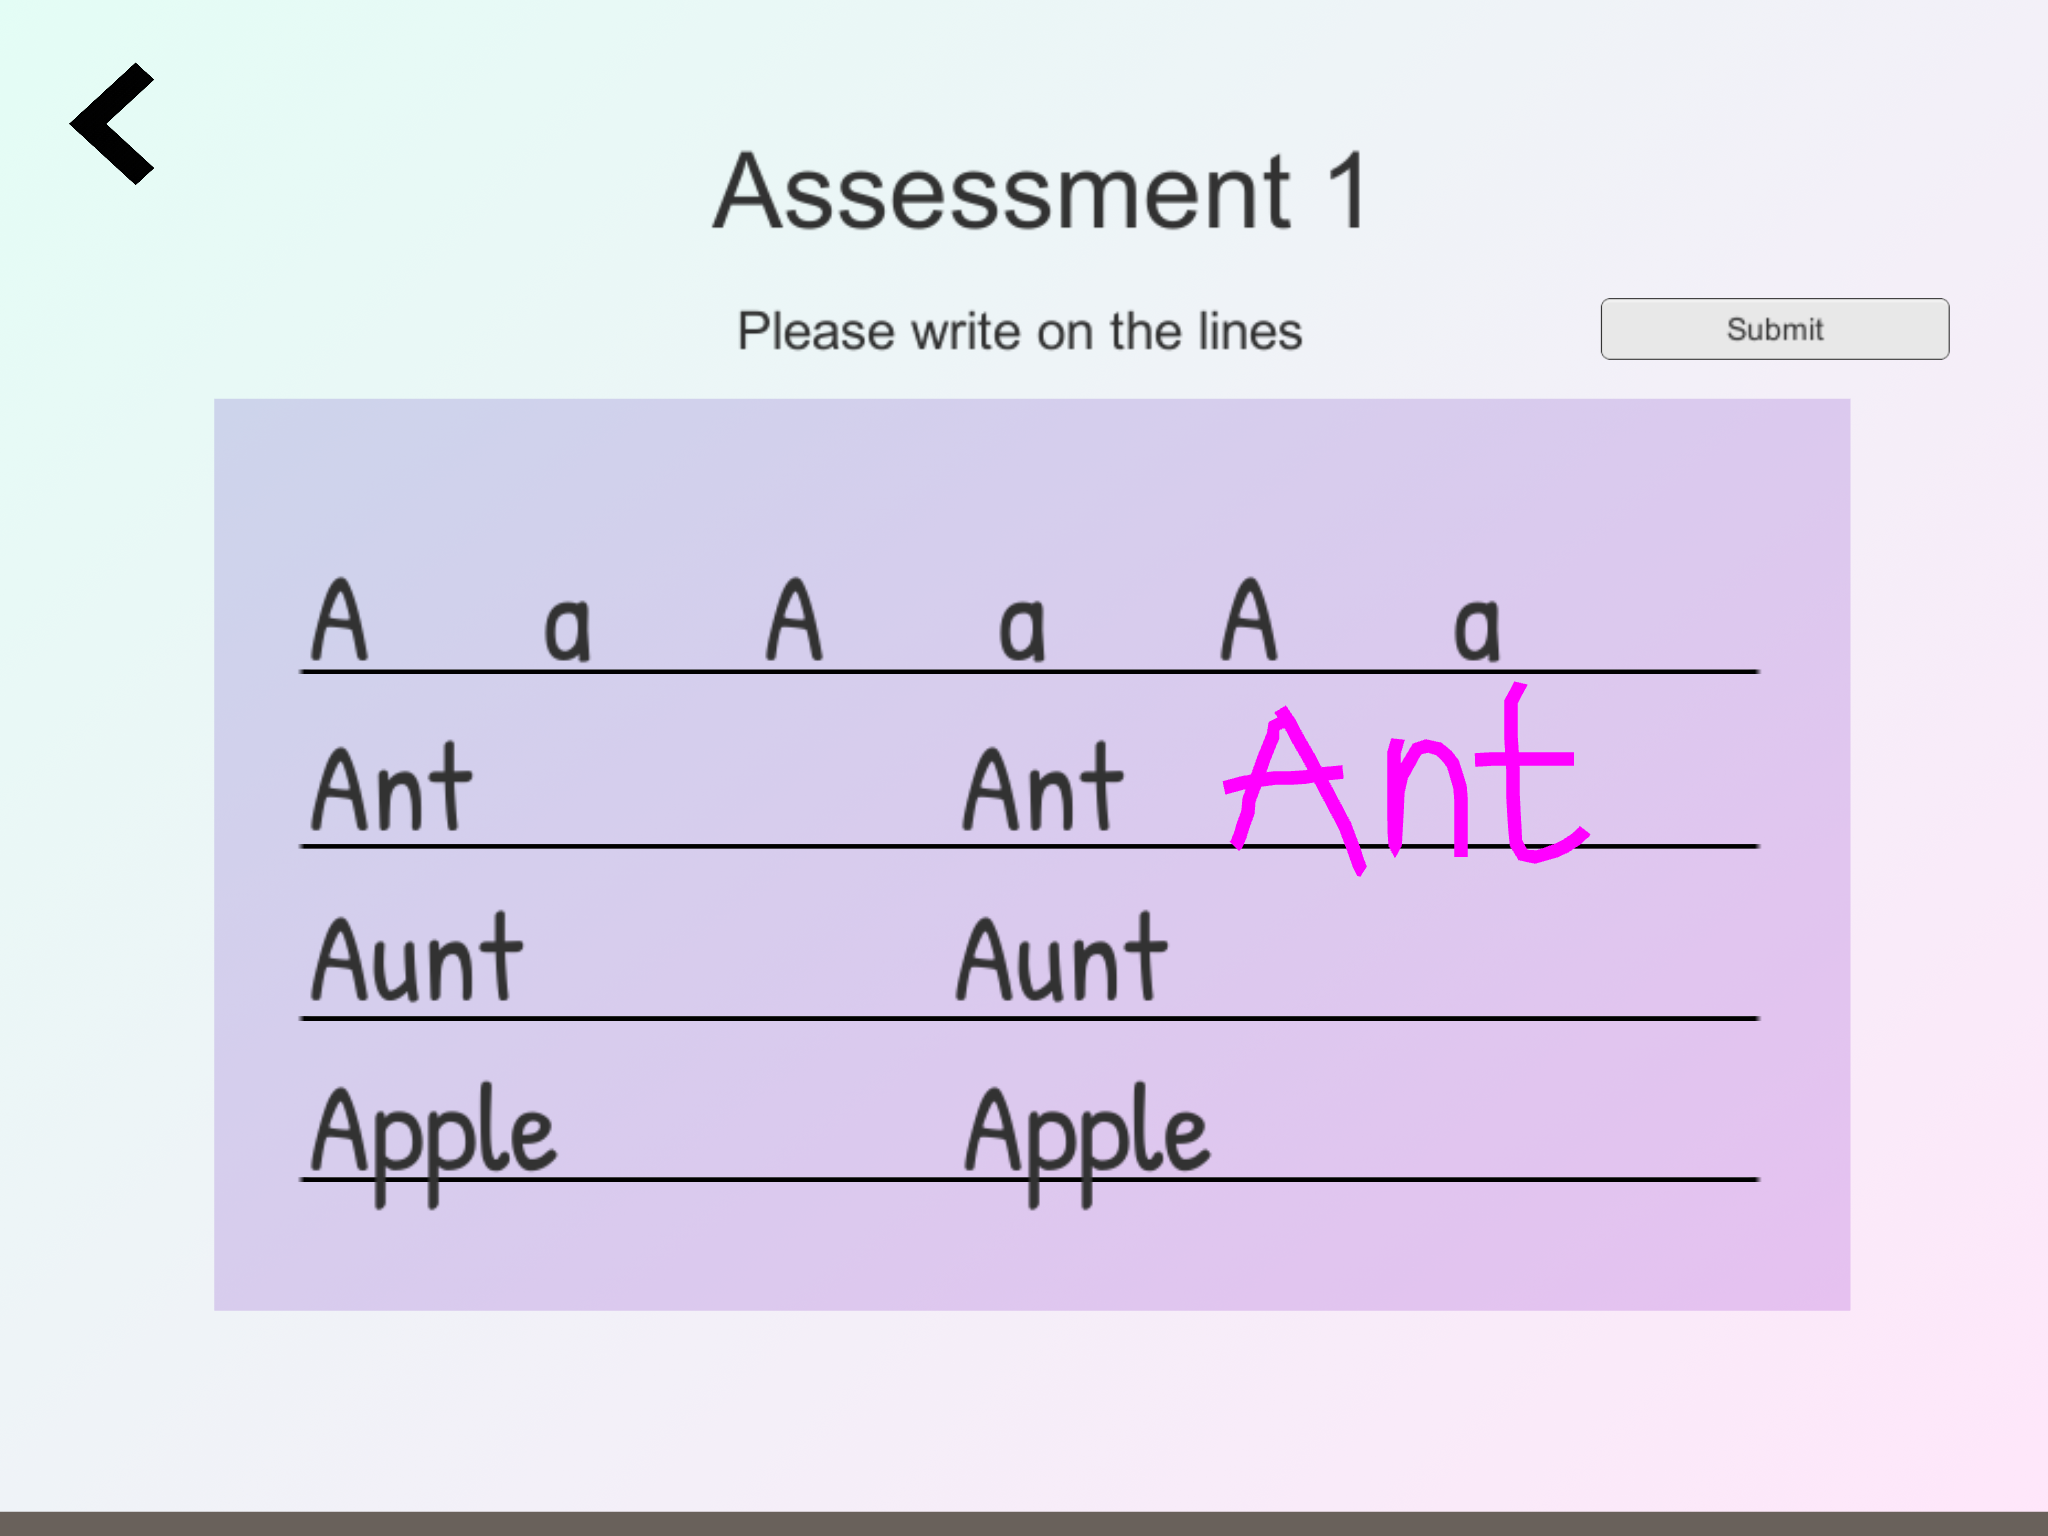 Assessment 1
Please write on the lines
Submit
A a A a A a
Ant Ant Ant
Aunt Aunt
Apple Apple